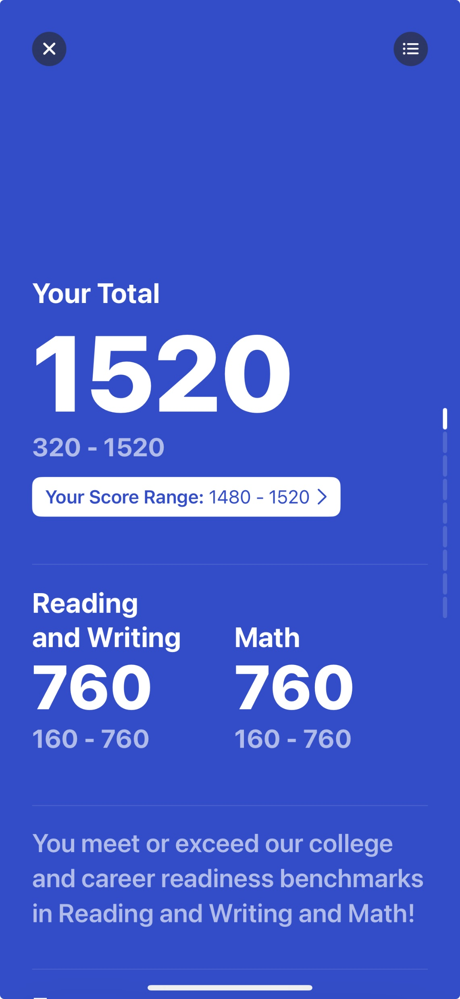 Your Total
1520
320 - 1520
Your Score Range: 1480 - 1520
Reading
and Writing
760
160 - 760
Math
760
160 - 760
You meet or exceed our college
and career readiness benchmarks
in Reading and Writing and Math!